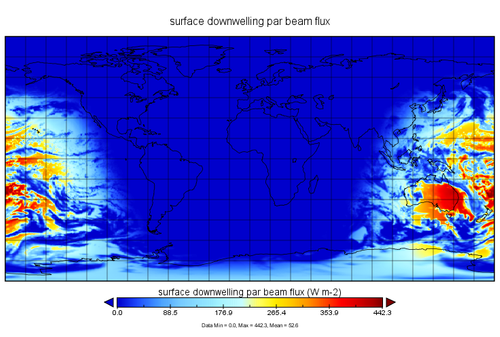 surface downwelling par beam flux
surface downwelling par beam flux (W m-2)
0.0 88.5 176.9 265.4 353.9 442.3
Data Min = 0.0, Max = 442.3, Mean = 52.6